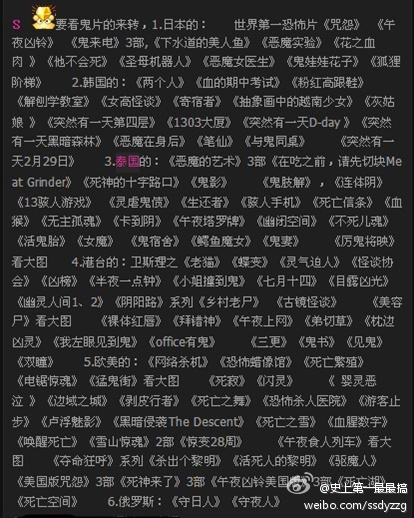 S 要看鬼片的来转，1.日本的： 世界第一恐怖片《咒怨》 《午
夜凶铃》 《鬼来电》3部,《下水道的美人鱼》《恶魔实验》《花之血
肉 》《他不会死》《圣母机器人》《恶魔女医生》《鬼娃娃花子》《狐狸
阶梯》 2.韩国的：《两个人》《血的期中考试》《粉红高跟鞋》
《解刨学教室》《女高怪谈》《寄宿者》《抽象画中的越南少女》《灰姑
娘 》《突然有一天第四层》《1303大厦》《突然有一天D-day 》《突然
有一天黑暗森林》《恶魔在身后》《笔仙》《与鬼同桌》 《突然有一
天2月29日》 3.泰国的：《恶魔的艺术》3部《在吃之前，请先切块Me
at Grinder》《死神的十字路口》《鬼影》 《鬼肢解》,《连体阴》
《13骇人游戏》《灵虐鬼债》《生还者》《骇人手机》《死亡信条》《血
猴》《无主孤魂》《卡到阴》《午夜塔罗牌》《幽闭空间》《不死儿魂》
《活鬼胎》《女魔》 《鬼宿舍》《鳄鱼魔女》《鬼妻》 《厉鬼将映》
看大图 4.港台的：卫斯理之《老猫》《蝶变》《灵气迫人》《怪谈协
会》《凶榜》《半夜一点钟》《小姐撞到鬼》《七月十四》《目露凶光》
《幽灵人间1、2》《阴阳路》系列《乡村老尸》 《古镜怪谈》 《美容
尸》看大图 《裸体红唇》《拜错神》《午夜上网》《弟切草》《枕边
凶灵》《我左眼见到鬼》《office有鬼》 《三更》《鬼书》《见鬼》
《双瞳》 5.欧美的：《网络杀机》《恐怖蜡像馆》《死亡繁殖》
《电锯惊魂》《猛鬼街》看大图 《死寂》《闪灵》 《 婴灵恶
泣 》《边城之城》《剥皮行者》《死亡之舞》《恐怖杀人医院》《游客止
步》《卢浮魅影》《黑暗侵袭The Descent》《死亡之雪》《血腥数字》
《唤醒死亡》《雪山惊魂》2部《惊变28周》 《午夜食人列车》看大
图 《夺命狂呼》系列《杀出个黎明》《活死人的黎明》《驱魔人》
《美国版咒怨》《死神来了》3部《午夜凶铃美国版》3部《死亡湖》
《死亡空间》 6.俄罗斯：《守日人》《守夜人》
@史上第一最最搞
weibo.com/ssdyzzg